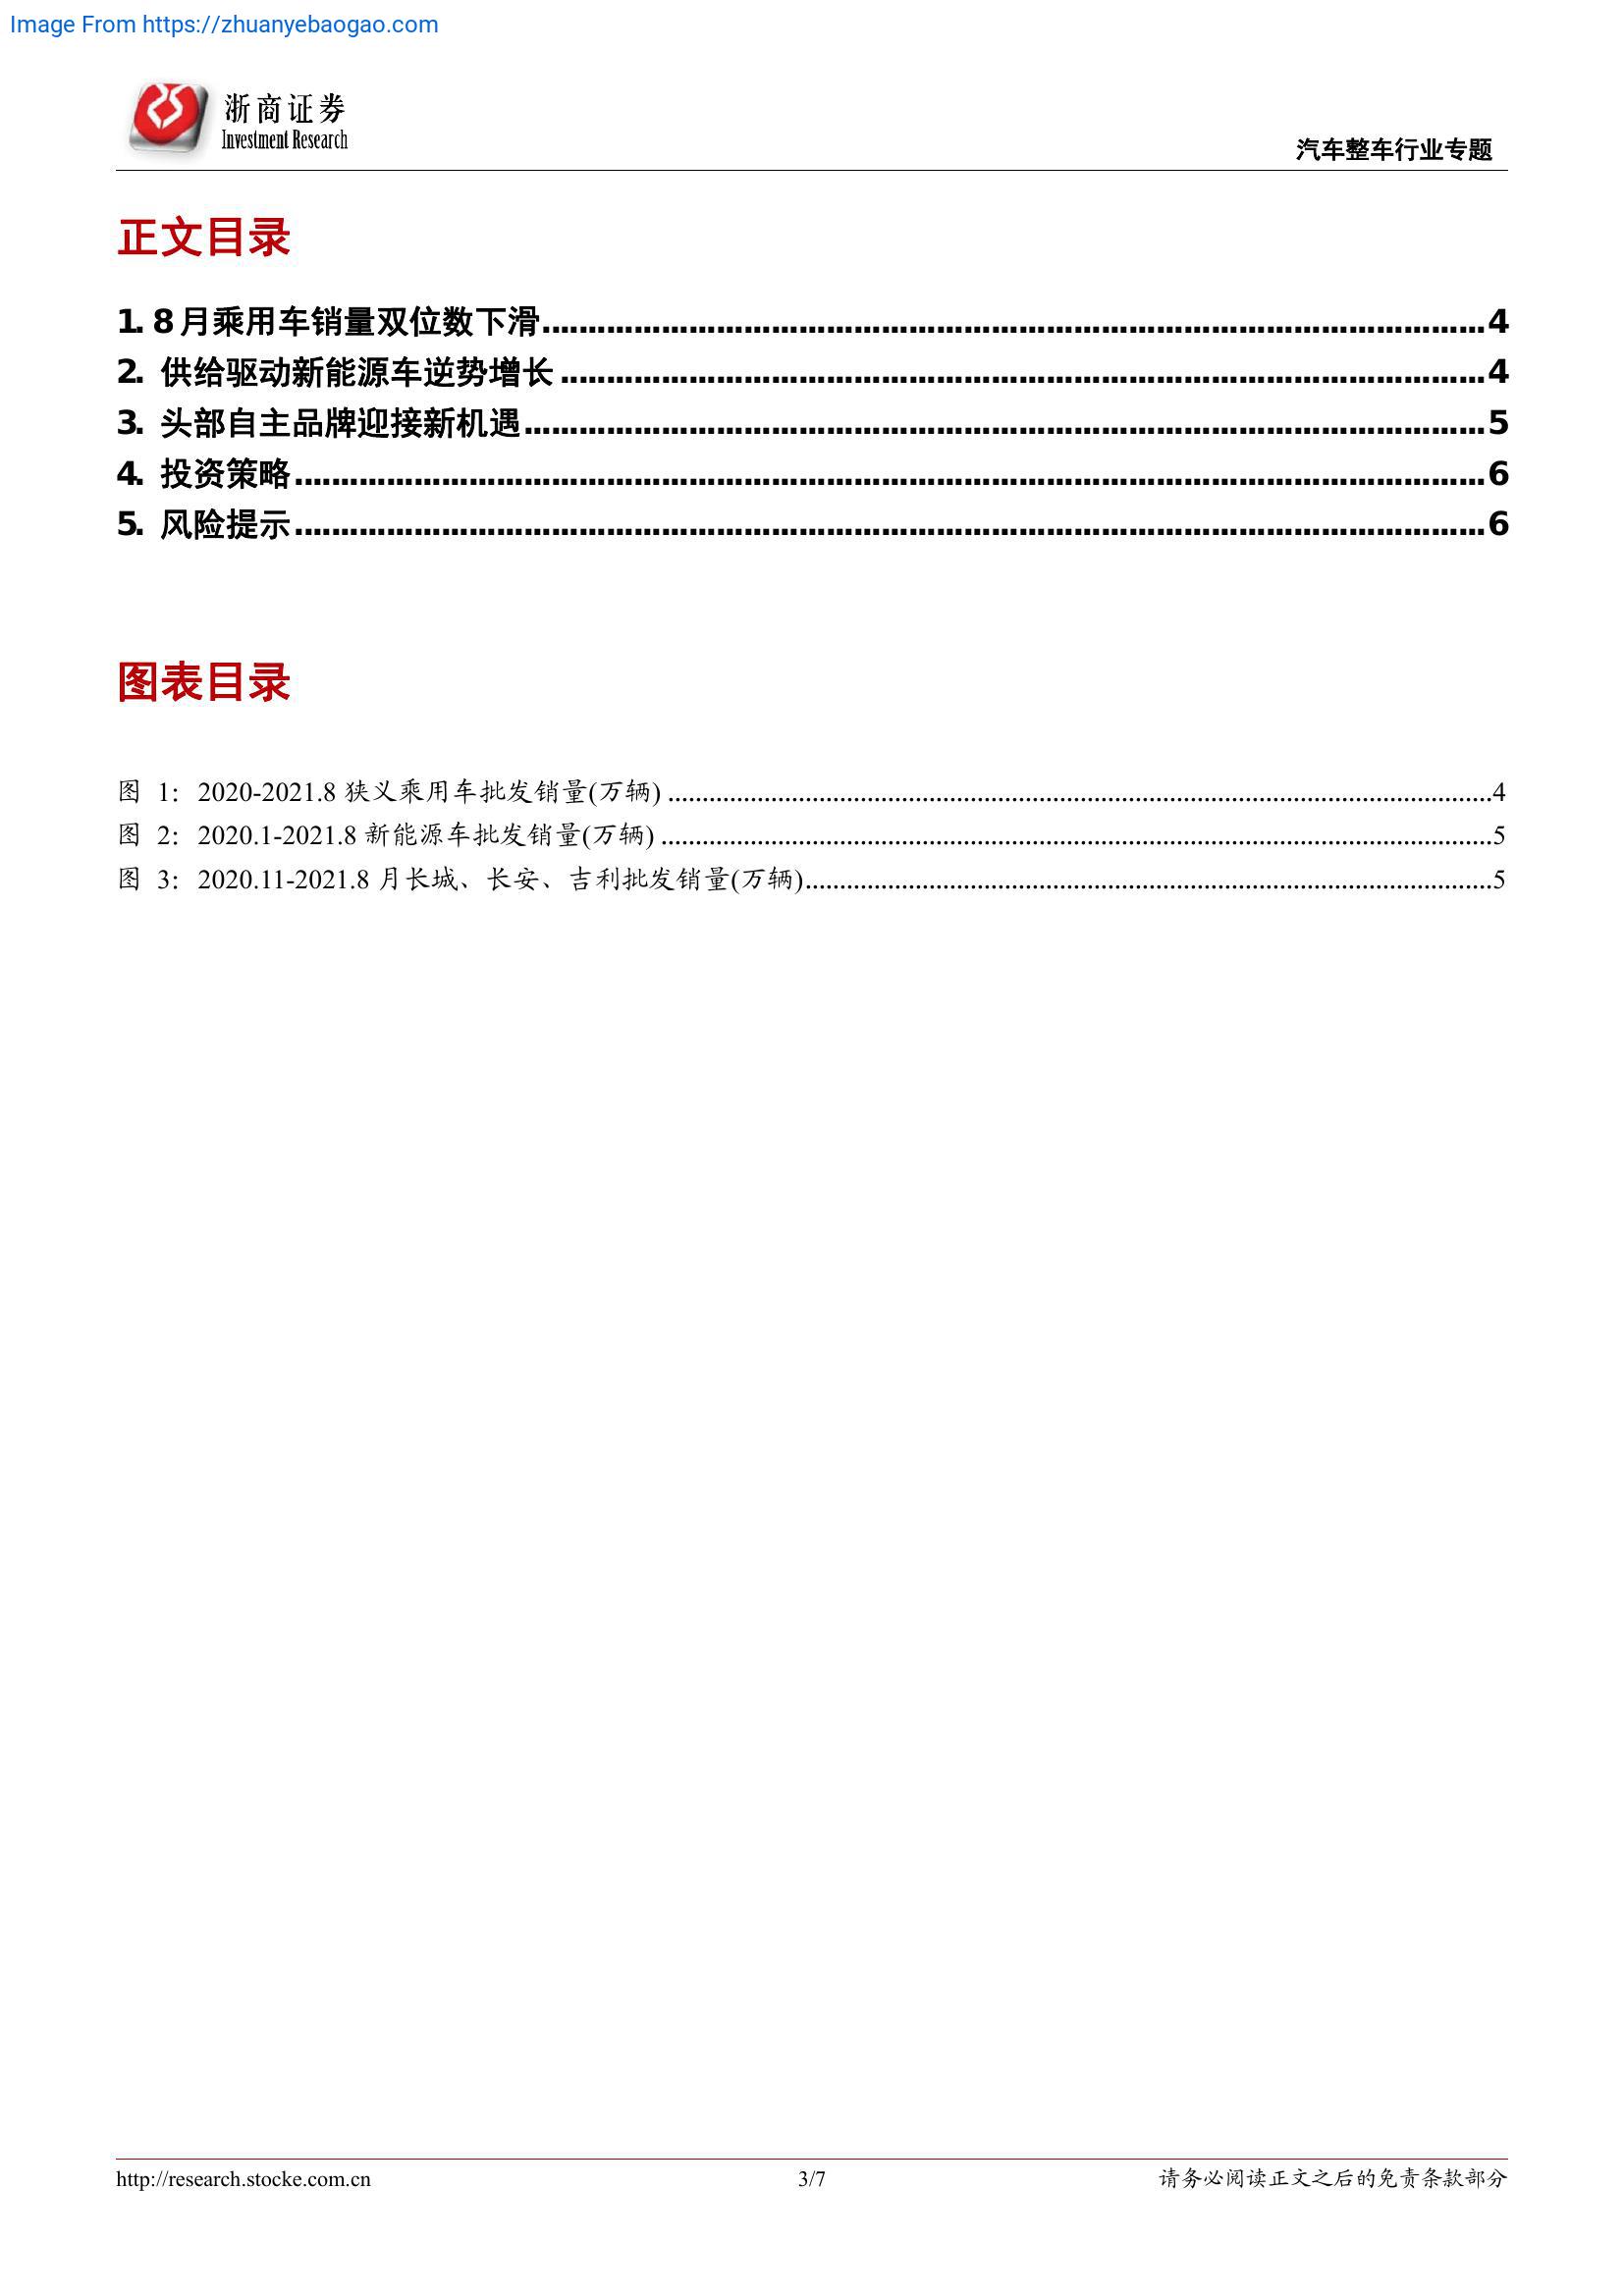 Image From https://zhuanyebaogao.com
浙商证券
Investment Research
汽车整车行业专题
正文目录
1. 8月乘用车销量双位数下滑 4
2. 供给驱动新能源车逆势增长 4
3. 头部自主品牌迎接新机遇 5
4. 投资策略 6
5. 风险提示 6
图表目录
图 1: 2020-2021.8 狭义乘用车批发销量(万辆) 4
图 2: 2020.1-2021.8 新能源车批发销量(万辆) 5
图 3: 2020.11-2021.8 月长城、长安、吉利批发销量(万辆) 5
http://research.stocke.com.cn 3/7 请务必阅读正文之后的免责条款部分